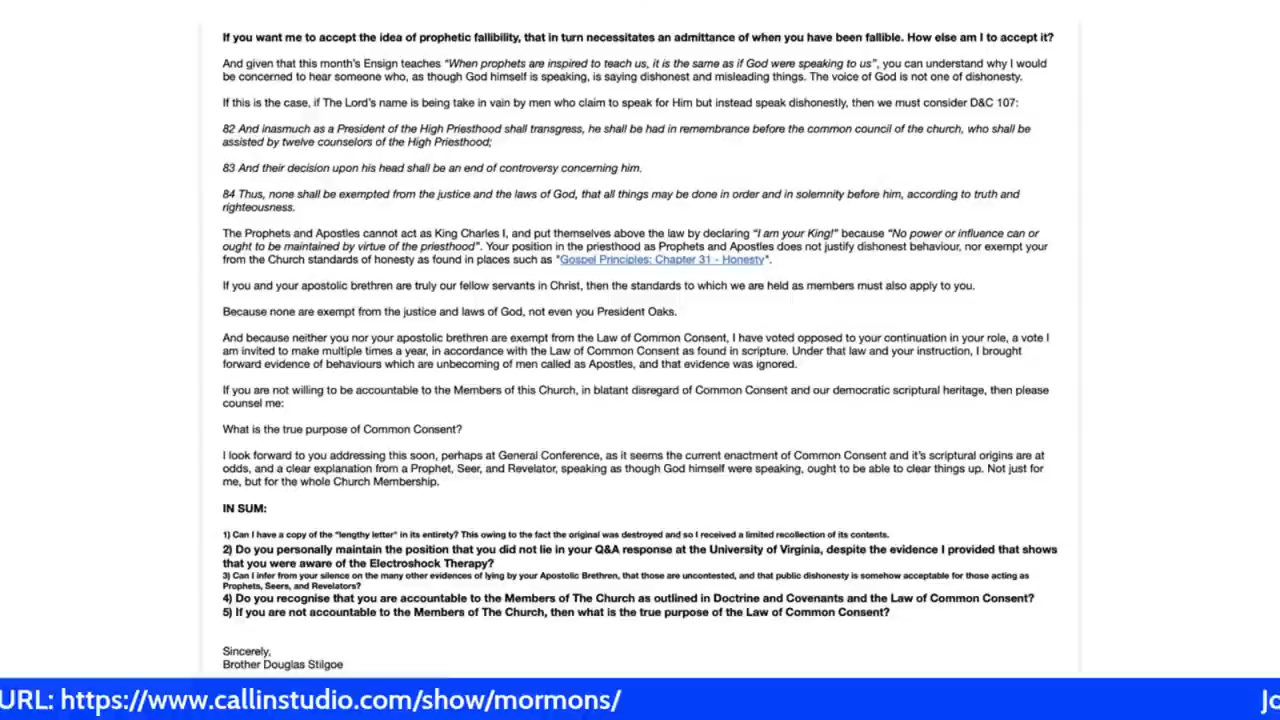 If you want me to accept the idea of prophetic fallibility, that in turn necessitates an admittance of when you have been fallible. How else am I to accept it?
And given that this month's Ensign teaches "When prophets are inspired to teach us, it is the same as if God were speaking to us", you can understand why I would
be concerned to hear someone who, as though God himself is speaking, is saying dishonest and misleading things. The voice of God is not one of dishonesty.
If this is the case, if The Lord's name is being take in vain by men who claim to speak for Him but instead speak dishonestly, then we must consider D&C 107:
82 And inasmuch as a President of the High Priesthood shall transgress, he shall be had in remembrance before the common council of the church, who shall be
assisted by twelve counselors of the High Priesthood;
83 And their decision upon his head shall be an end of controversy concerning him.
84 Thus, none shall be exempted from the justice and the laws of God, that all things may be done in order and in solemnity before him, according to truth and
righteousness.
The Prophets and Apostles cannot act as King Charles I, and put themselves above the law by declaring "I am your King!" because "No power or influence can or
ought to be maintained by virtue of the priesthood". Your position in the priesthood as Prophets and Apostles does not justify dishonest behaviour, nor exempt your
from the Church standards of honesty as found in places such as "Gospel Principles: Chapter 31 - Honesty".
If you and your apostolic brethren are truly our fellow servants in Christ, then the standards to which we are held as members must also apply to you.
Because none are exempt from the justice and laws of God, not even you President Oaks.
And because neither you nor your apostolic brethren are exempt from the Law of Common Consent, I have voted opposed to your continuation in your role, a vote I
am invited to make multiple times a year, in accordance with the Law of Common Consent as found in scripture. Under that law and your instruction, I brought
forward evidence of behaviours which are unbecoming of men called as Apostles, and that evidence was ignored.
If you are not willing to be accountable to the Members of this Church, in blatant disregard of Common Consent and our democratic scriptural heritage, then please
counsel me:
What is the true purpose of Common Consent?
I look forward to you addressing this soon, perhaps at General Conference, as it seems the current enactment of Common Consent and it's scriptural origins are at
odds, and a clear explanation from a Prophet, Seer, and Revelator, speaking as though God himself were speaking, ought to be able to clear things up. Not just for
me, but for the whole Church Membership.
IN SUM:
1) Can I have a copy of the "lengthy letter" in its entirety? This owing to the fact the original was destroyed and so I received a limited recollection of its contents.
2) Do you personally maintain the position that you did not lie in your Q&A response at the University of Virginia, despite the evidence I provided that shows
that you were aware of the Electroshock Therapy?
3) Can I infer from your silence on the many other evidences of lying by your Apostolic Brethren, that those are uncontested, and that public dishonesty is somehow acceptable for those acting as
Prophets, Seers, and Revelators?
4) Do you recognise that you are accountable to the Members of The Church as outlined in Doctrine and Covenants and the Law of Common Consent?
5) If you are not accountable to the Members of The Church, then what is the true purpose of the Law of Common Consent?
Sincerely,
Brother Douglas Stilgoe
URL: https://www.callinstudio.com/show/mormons/ Jo